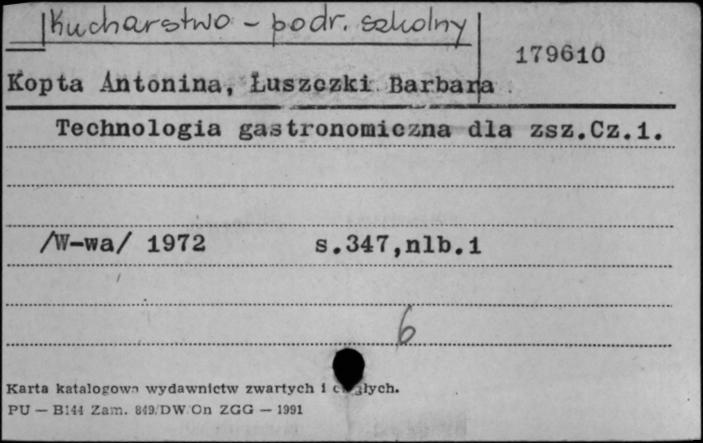 Kucharstwo - podr. szkolny
179610
Kopta Antonina, Łuszczki Barbara
Technologia gastronomiczna dla zsz.Cz.1.
/W-wa/ 1972 s.347,nlb.1
6
Karta katalogowa wydawnictw zwartych i ciągłych.
PU — B144 Zam. 849/DW/On ZGG — 1991